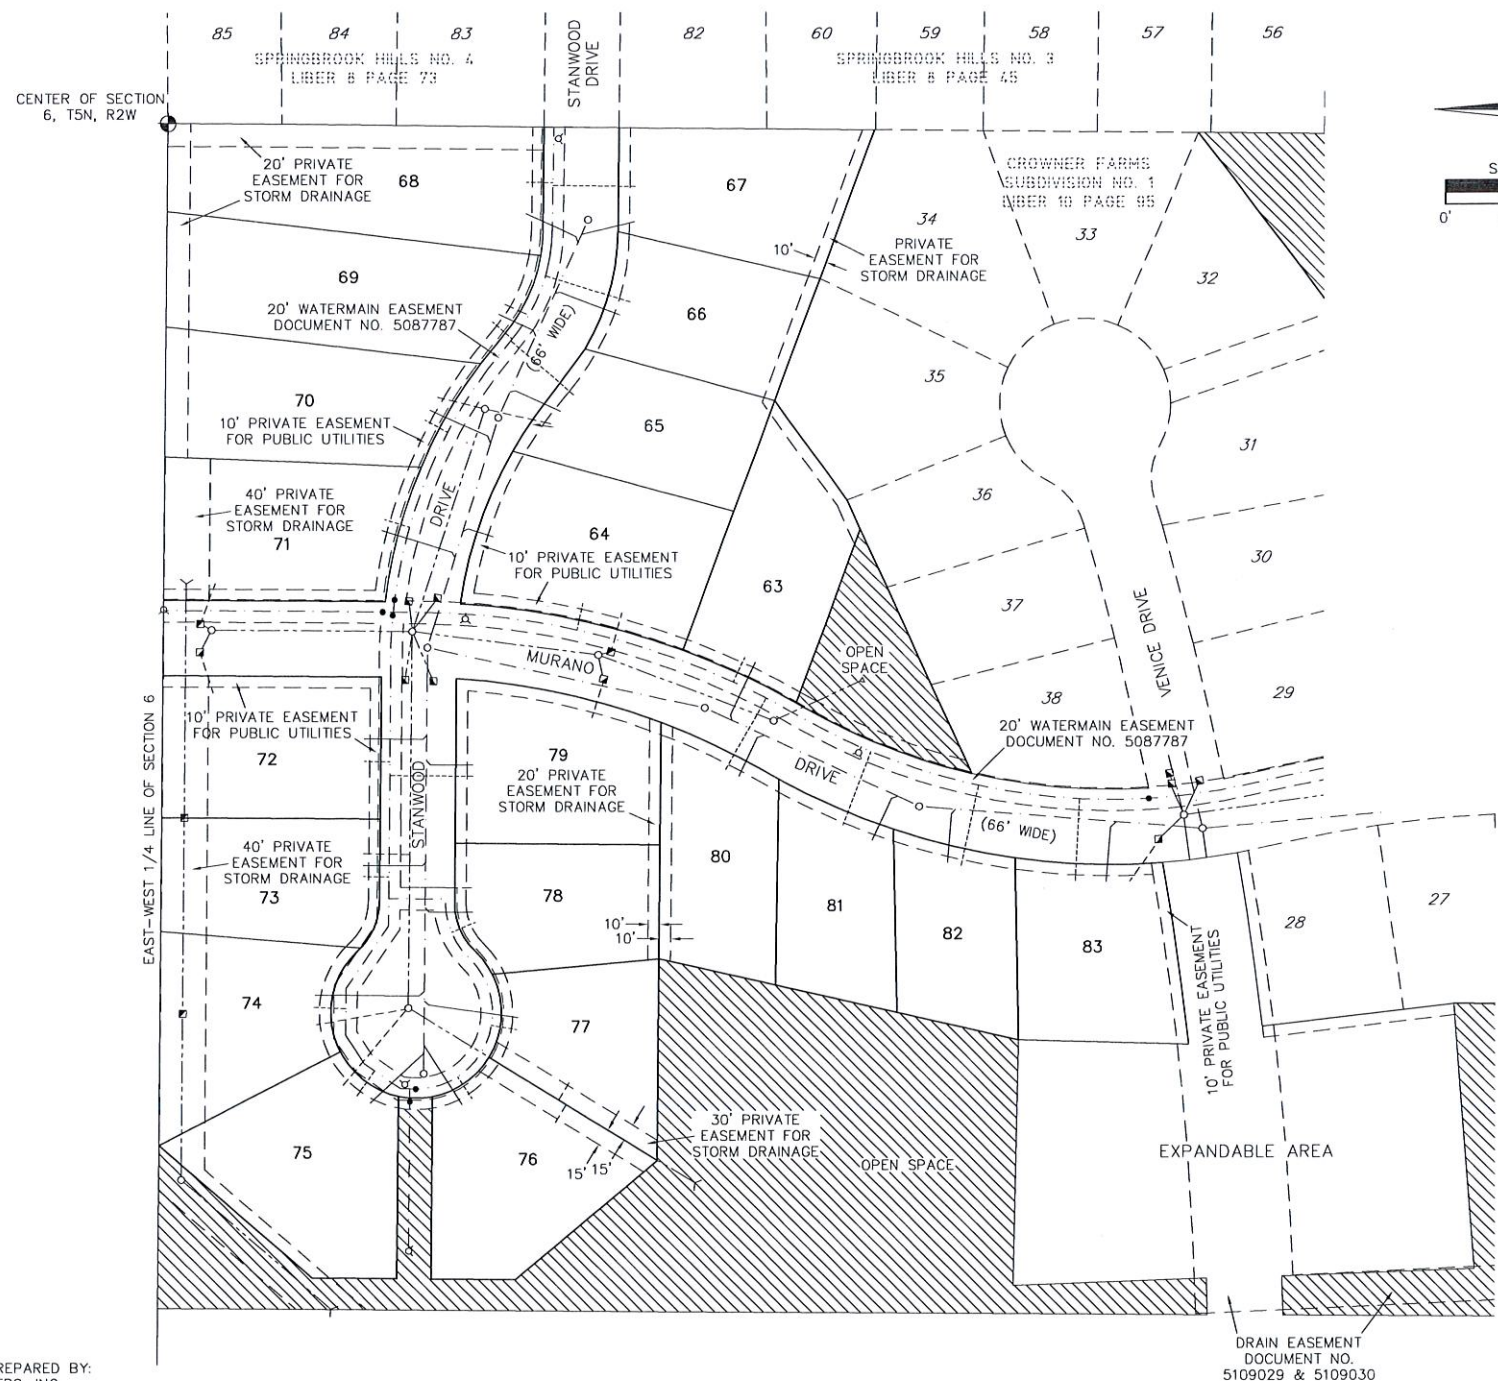 85
84
83
STANWOOD
DRIVE
82
60
59
58
57
56
SPRINGBROOK HILLS NO. 4
LIBER 8 PAGE 73
SPRINGBROOK HILLS NO. 3
LIBER 8 PAGE 45
CENTER OF SECTION
6, T5N, R2W
S
0'
20' PRIVATE
EASEMENT FOR
STORM DRAINAGE
68
67
CROWNER FARMS
SUBDIVISION NO. 1
LIBER 10 PAGE 95
34
33
32
10'
PRIVATE
EASEMENT FOR
STORM DRAINAGE
69
20' WATERMAIN EASEMENT
DOCUMENT NO. 5087787
(66' WIDE)
66
35
70
10' PRIVATE EASEMENT
FOR PUBLIC UTILITIES
65
31
40' PRIVATE
EASEMENT FOR
STORM DRAINAGE
71
DRIVE
64
10' PRIVATE EASEMENT
FOR PUBLIC UTILITIES
63
36
30
37
VENICE DRIVE
MURANO
OPEN
SPACE
38
29
20' WATERMAIN EASEMENT
DOCUMENT NO. 5087787
EAST-WEST 1/4 LINE OF SECTION 6
10' PRIVATE EASEMENT
FOR PUBLIC UTILITIES
72
STANWOOD
79
20' PRIVATE
EASEMENT FOR
STORM DRAINAGE
DRIVE
(66' WIDE)
40' PRIVATE
EASEMENT FOR
STORM DRAINAGE
73
78
10'
10'
80
81
82
83
10' PRIVATE EASEMENT
FOR PUBLIC UTILITIES
28
27
74
77
75
76
15'
15'
30' PRIVATE
EASEMENT FOR
STORM DRAINAGE
OPEN SPACE
EXPANDABLE AREA
DRAIN EASEMENT
DOCUMENT NO.
5109029 & 5109030
REPARED BY: